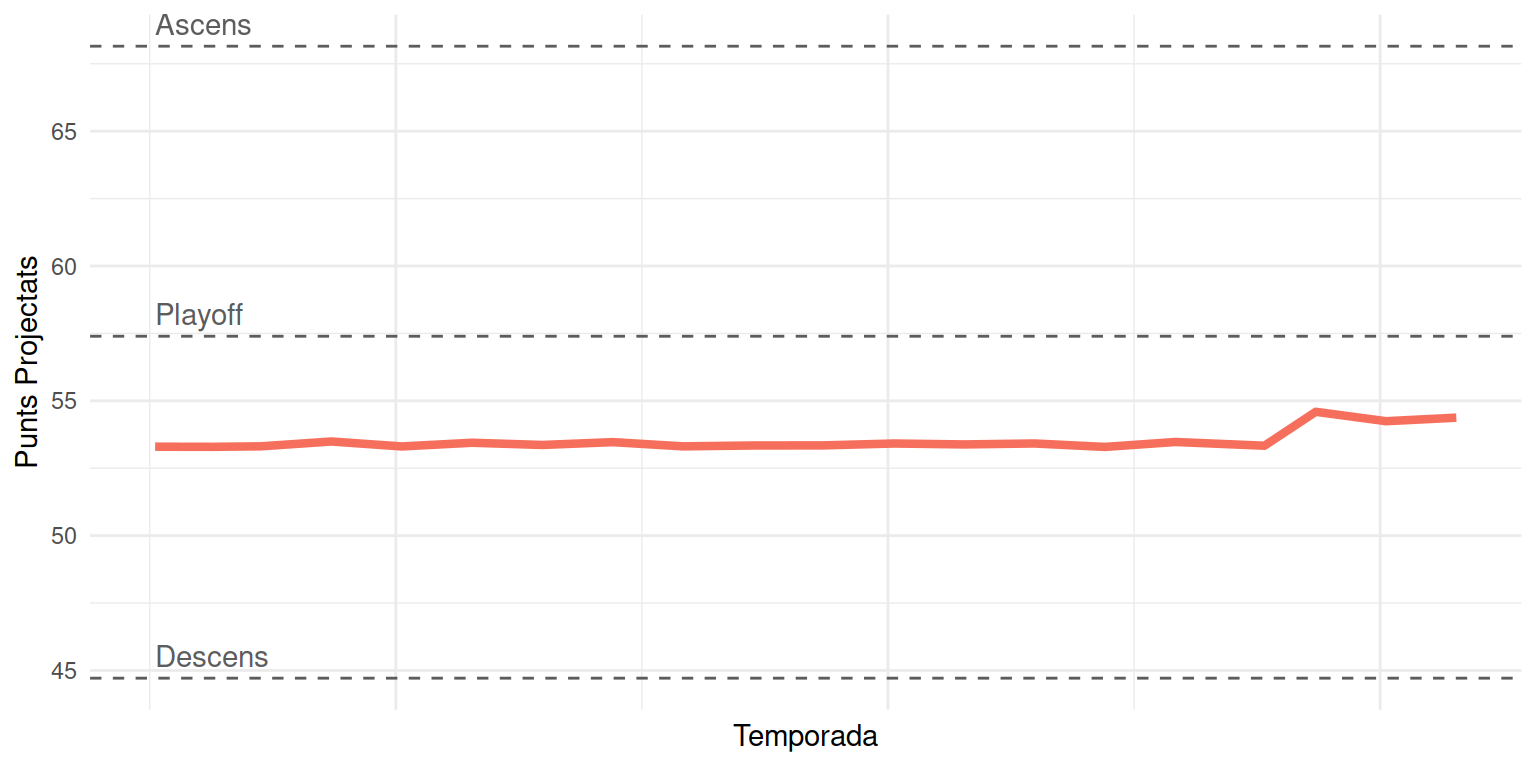 Ascens
65
60
Playoff
55
50
Descens
45
Punts Projectats
Temporada